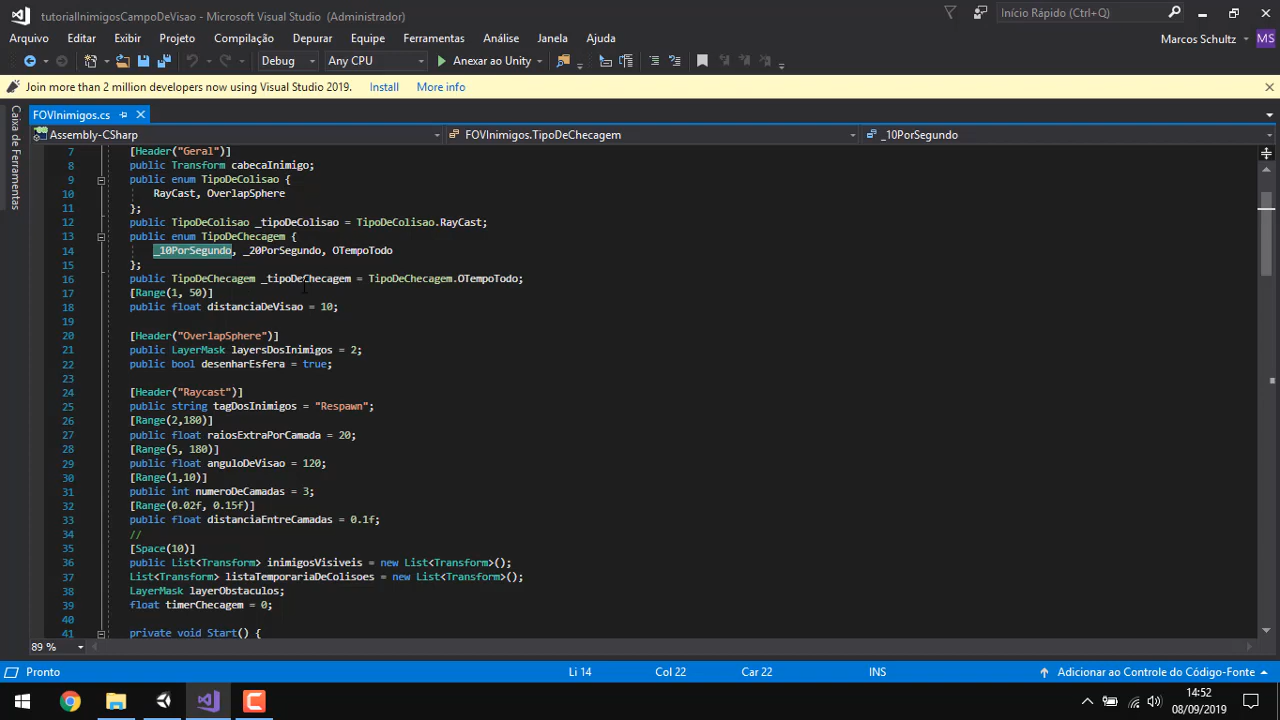 tutorialInimigosCampoDeVisao - Microsoft Visual Studio (Administrador)
Início Rápido (Ctrl+Q)
Arquivo Editar Exibir Projeto Compilação Depurar Equipe Ferramentas Análise Janela Ajuda
Marcos Schultz MS
Debug Any CPU Anexar ao Unity
Join more than 2 million developers now using Visual Studio 2019. Install More info
Caixa de Ferramentas
FOVInimigos.cs
Assembly-CSharp FOVInimigos.TipoDeChecagem _10PorSegundo
7 [Header("Geral")]
8 public Transform cabecaInimigo;
9 public enum TipoDeColisao {
10 RayCast, OverlapSphere
11 };
12 public TipoDeColisao _tipoDeColisao = TipoDeColisao.RayCast;
13 public enum TipoDeChecagem {
14 _10PorSegundo, _20PorSegundo, OTempoTodo
15 };
16 public TipoDeChecagem _tipoDeChecagem = TipoDeChecagem.OTempoTodo;
17 [Range(1, 50)]
18 public float distanciaDeVisao = 10;
19
20 [Header("OverlapSphere")]
21 public LayerMask layersDosInimigos = 2;
22 public bool desenharEsfera = true;
23
24 [Header("Raycast")]
25 public string tagDosInimigos = "Respawn";
26 [Range(2,180)]
27 public float raiosExtraPorCamada = 20;
28 [Range(5, 180)]
29 public float anguloDeVisao = 120;
30 [Range(1,10)]
31 public int numeroDeCamadas = 3;
32 [Range(0.02f, 0.15f)]
33 public float distanciaEntreCamadas = 0.1f;
34 //
35 [Space(10)]
36 public List<Transform> inimigosVisiveis = new List<Transform>();
37 List<Transform> listaTemporariaDeColisoes = new List<Transform>();
38 LayerMask layerObstaculos;
39 float timerChecagem = 0;
40
41 private void Start() {
89 %
Pronto Li 14 Col 22 Car 22 INS Adicionar ao Controle do Código-Fonte
14:52
08/09/2019